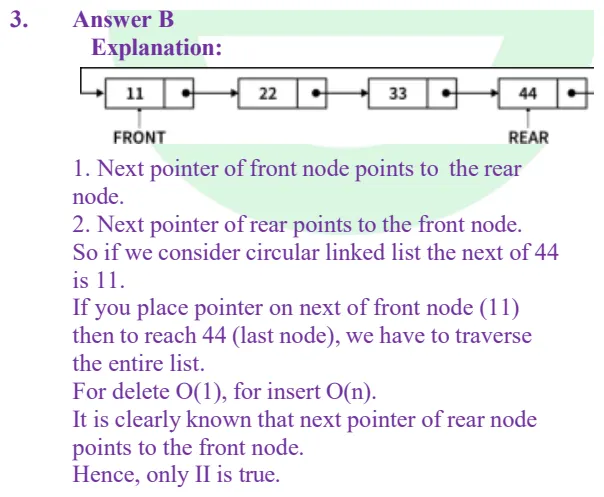 3. Answer B
Explanation:
11 22 33 44
FRONT REAR
1. Next pointer of front node points to the rear
node.
2. Next pointer of rear points to the front node.
So if we consider circular linked list the next of 44
is 11.
If you place pointer on next of front node (11)
then to reach 44 (last node), we have to traverse
the entire list.
For delete O(1), for insert O(n).
It is clearly known that next pointer of rear node
points to the front node.
Hence, only II is true.